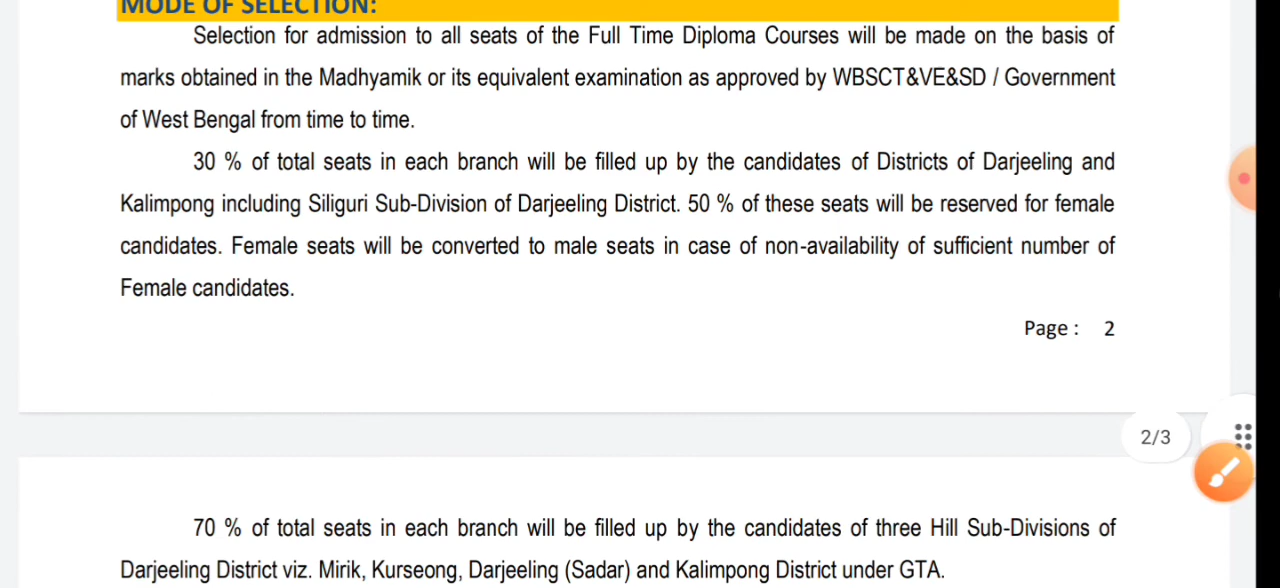 MODE OF SELECTION:
Selection for admission to all seats of the Full Time Diploma Courses will be made on the basis of
marks obtained in the Madhyamik or its equivalent examination as approved by WBSCT&VE&SD / Government
of West Bengal from time to time.
30 % of total seats in each branch will be filled up by the candidates of Districts of Darjeeling and
Kalimpong including Siliguri Sub-Division of Darjeeling District. 50 % of these seats will be reserved for female
candidates. Female seats will be converted to male seats in case of non-availability of sufficient number of
Female candidates.
Page : 2
2/3
70 % of total seats in each branch will be filled up by the candidates of three Hill Sub-Divisions of
Darjeeling District viz. Mirik, Kurseong, Darjeeling (Sadar) and Kalimpong District under GTA.